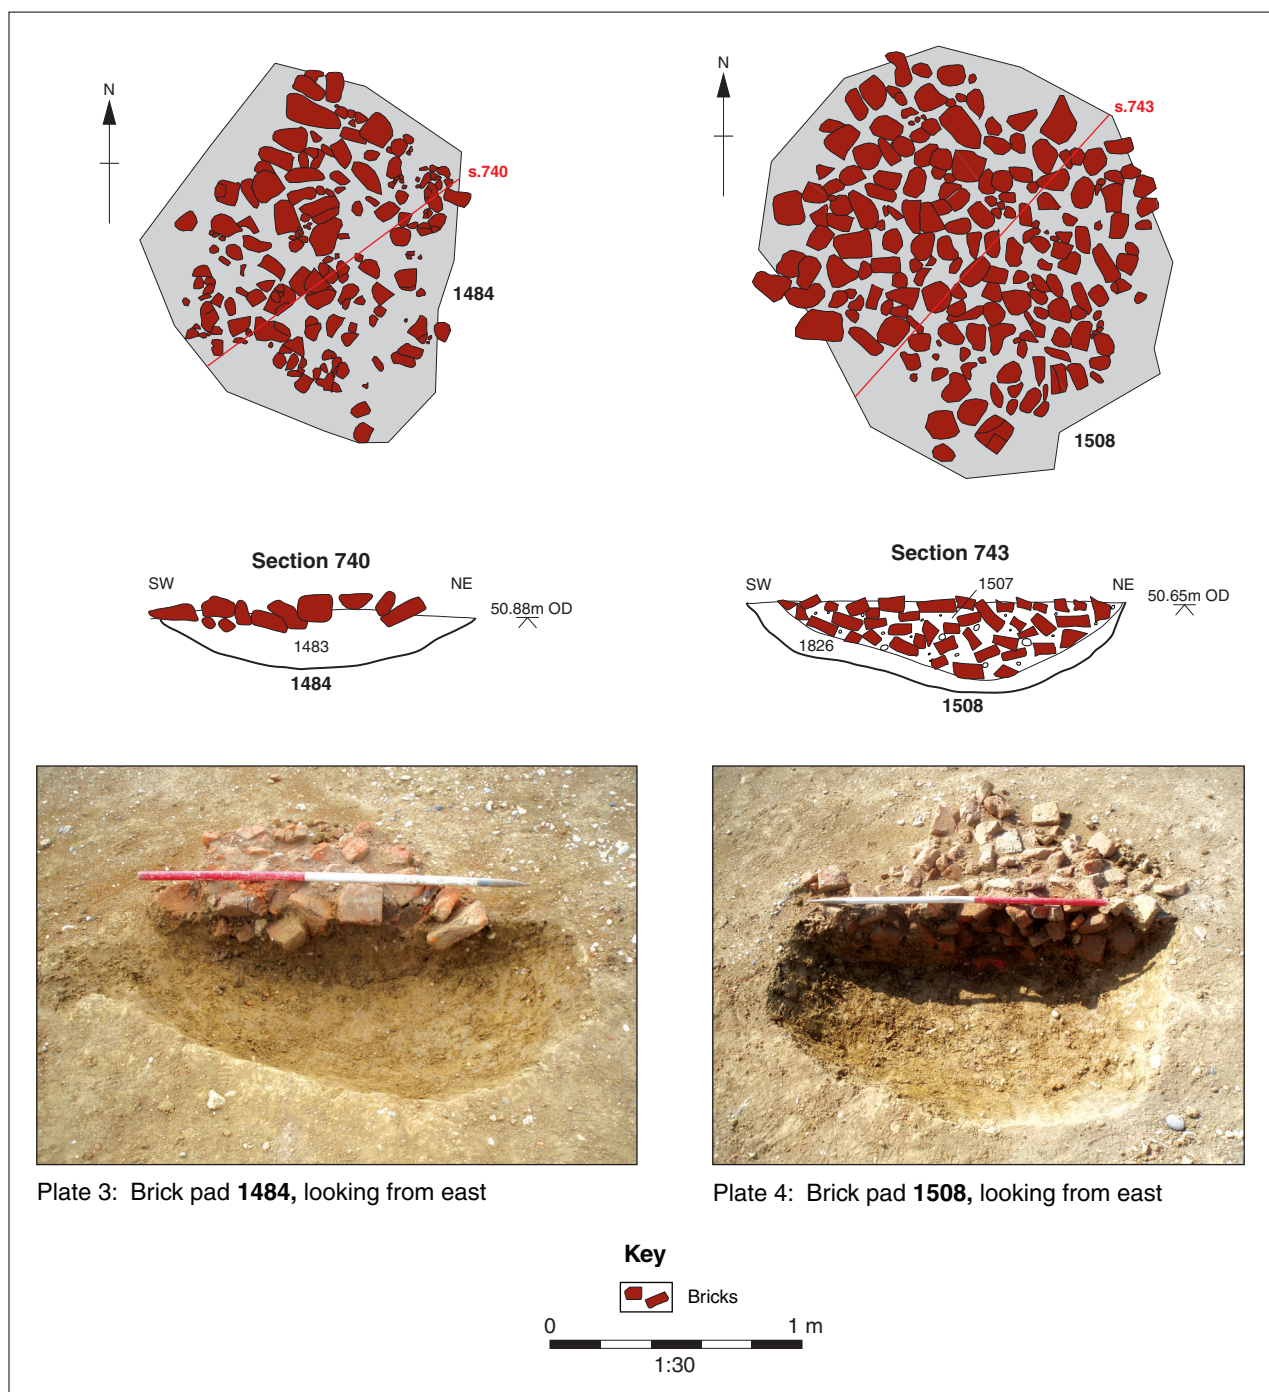 N
s.740
1484
N
s.743
1508
Section 740
SW
NE
50.88m OD
1483
1484
Section 743
SW
1507
NE
50.65m OD
1826
1508
Plate 3: Brick pad 1484, looking from east
Plate 4: Brick pad 1508, looking from east
Key
Bricks
0
1 m
1:30